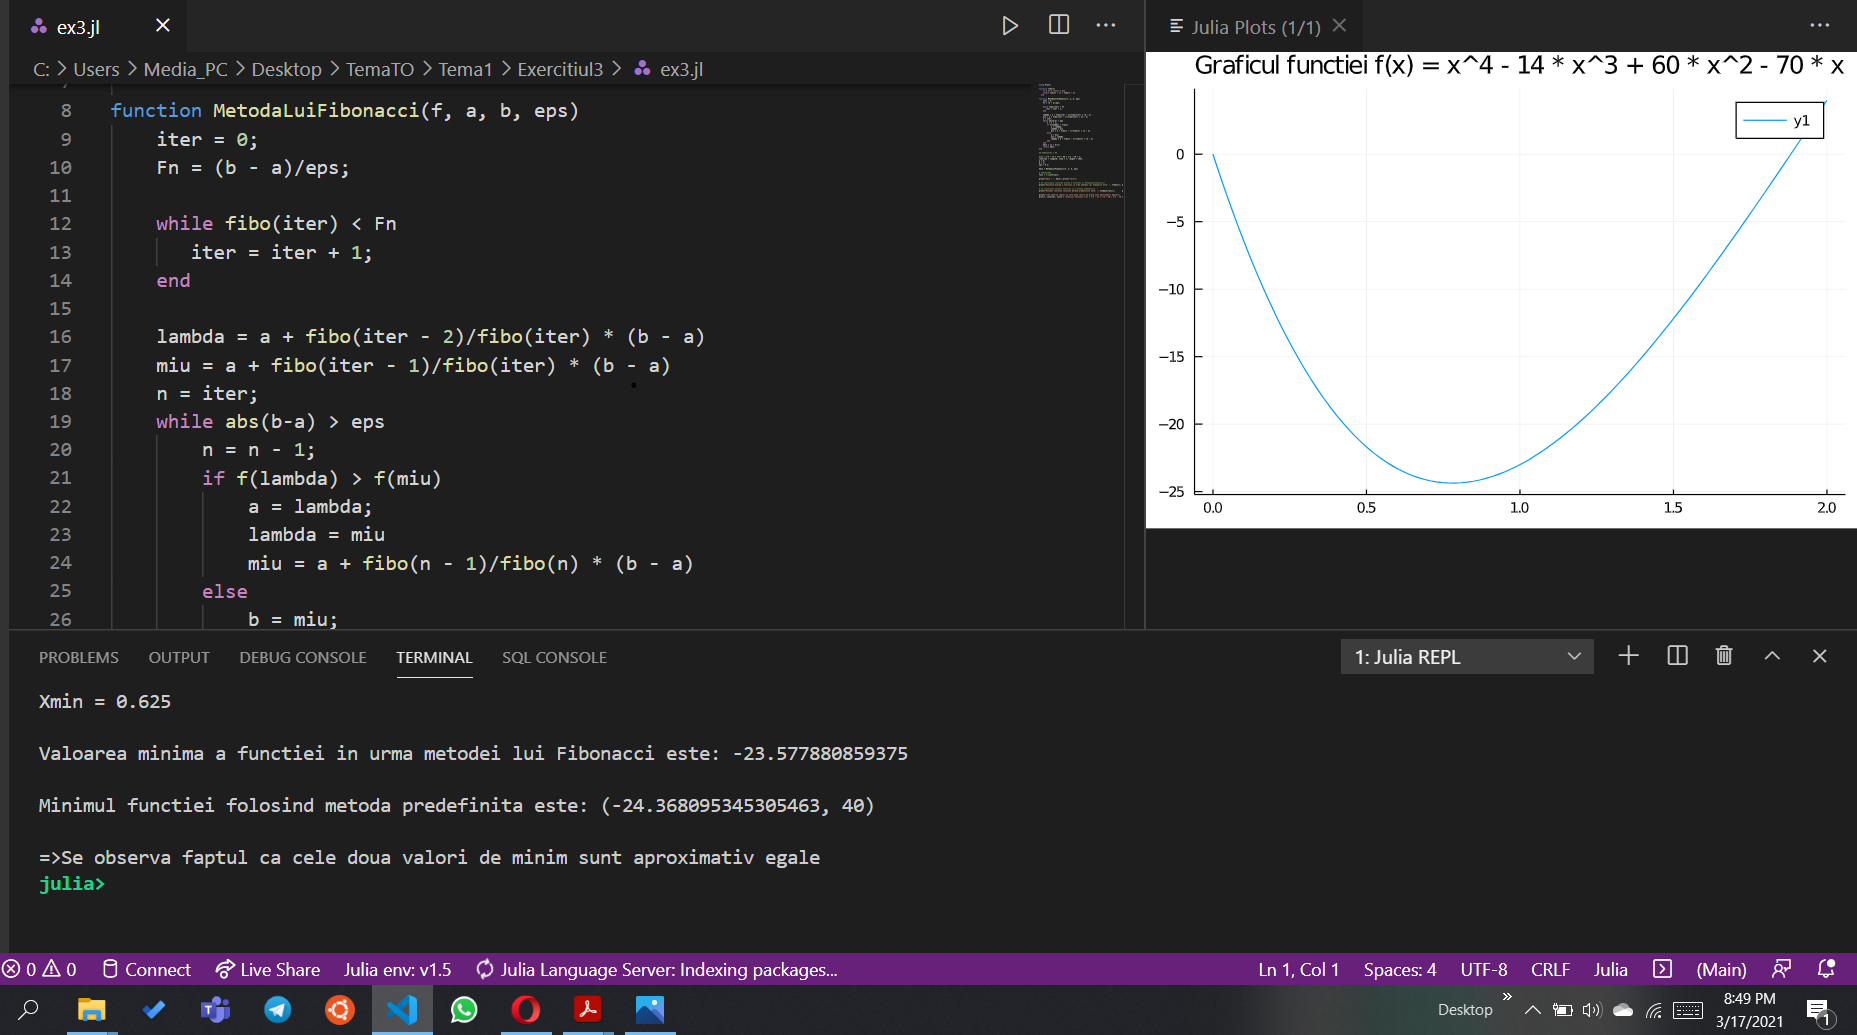 ex3.jl
Julia Plots (1/1)
C: > Users > Media_PC > Desktop > TemaTO > Tema1 > Exercitiul3 > ex3.jl
8 function MetodaLuiFibonacci(f, a, b, eps)
9 iter = 0;
10 Fn = (b - a)/eps;
11
12 while fibo(iter) < Fn
13 iter = iter + 1;
14 end
15
16 lambda = a + fibo(iter - 2)/fibo(iter) * (b - a)
17 miu = a + fibo(iter - 1)/fibo(iter) * (b - a)
18 n = iter;
19 while abs(b-a) > eps
20 n = n - 1;
21 if f(lambda) > f(miu)
22 a = lambda;
23 lambda = miu
24 miu = a + fibo(n - 1)/fibo(n) * (b - a)
25 else
26 b = miu;
Graficul functiei f(x) = x^4 - 14 * x^3 + 60 * x^2 - 70 * x
y1
0
−5
−10
−15
−20
−25
0.0 0.5 1.0 1.5 2.0
PROBLEMS OUTPUT DEBUG CONSOLE TERMINAL SQL CONSOLE
1: Julia REPL
Xmin = 0.625
Valoarea minima a functiei in urma metodei lui Fibonacci este: -23.577880859375
Minimul functiei folosind metoda predefinita este: (-24.368095345305463, 40)
=>Se observa faptul ca cele doua valori de minim sunt aproximativ egale
julia>
0 0 Connect Live Share Julia env: v1.5 Julia Language Server: Indexing packages...
Ln 1, Col 1 Spaces: 4 UTF-8 CRLF Julia (Main)
Desktop
8:49 PM
3/17/2021
1